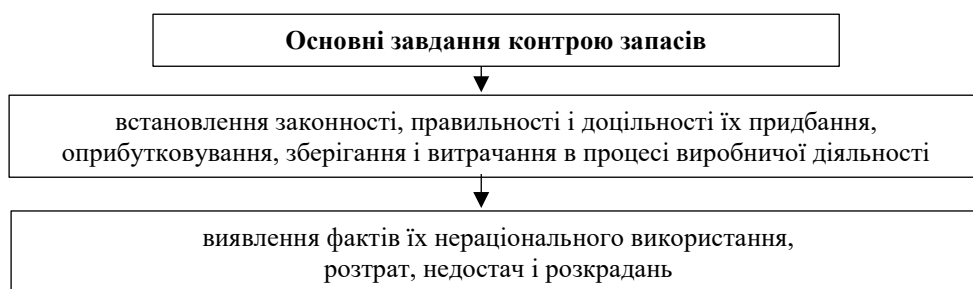 Основні завдання контрою запасів
встановлення законності, правильності і доцільності їх придбання,
оприбутковування, зберігання і витрачання в процесі виробничої діяльності
виявлення фактів їх нераціонального використання,
розтрат, недостач і розкрадань